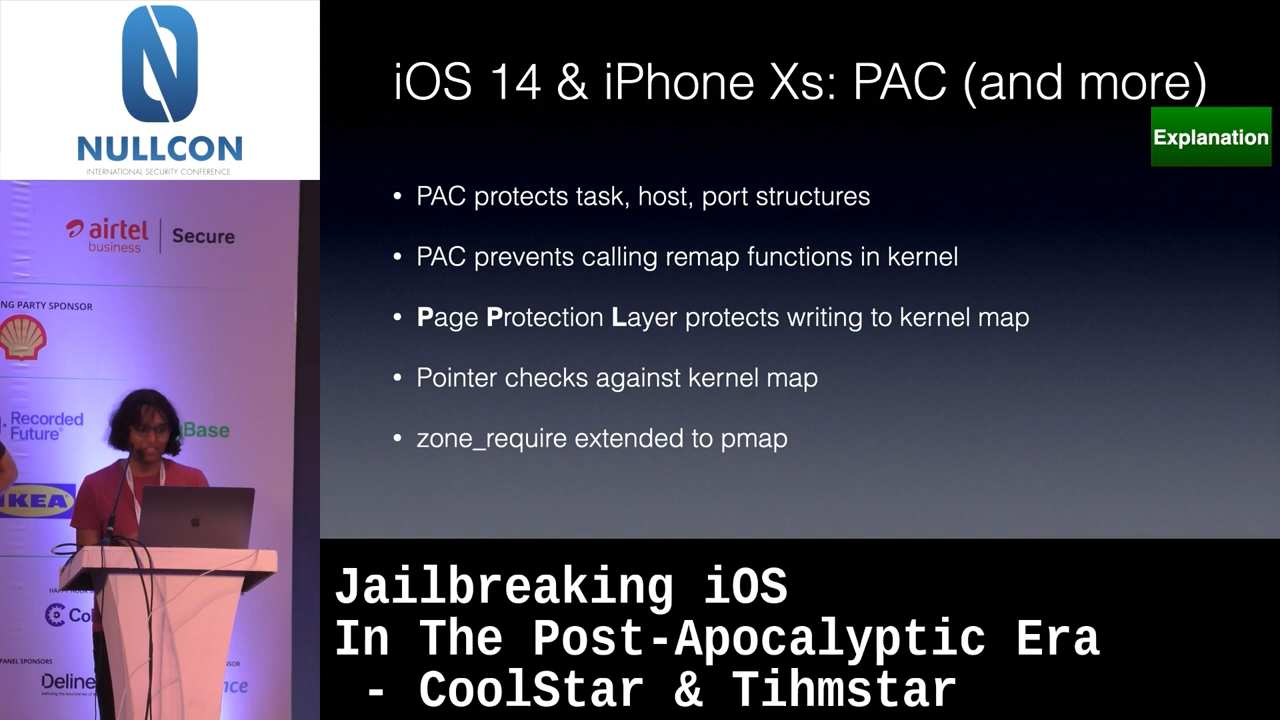 NULLCON
INTERNATIONAL SECURITY CONFERENCE
airtel
business
Secure
NG PARTY SPONSOR
Recorded
Future
Base
IKEA
PANEL SPONSORS
SOR
Deline
iOS 14 & iPhone Xs: PAC (and more)
Explanation
• PAC protects task, host, port structures
• PAC prevents calling remap functions in kernel
• Page Protection Layer protects writing to kernel map
• Pointer checks against kernel map
• zone_require extended to pmap
Jailbreaking iOS
In The Post-Apocalyptic Era
- CoolStar & Tihmstar